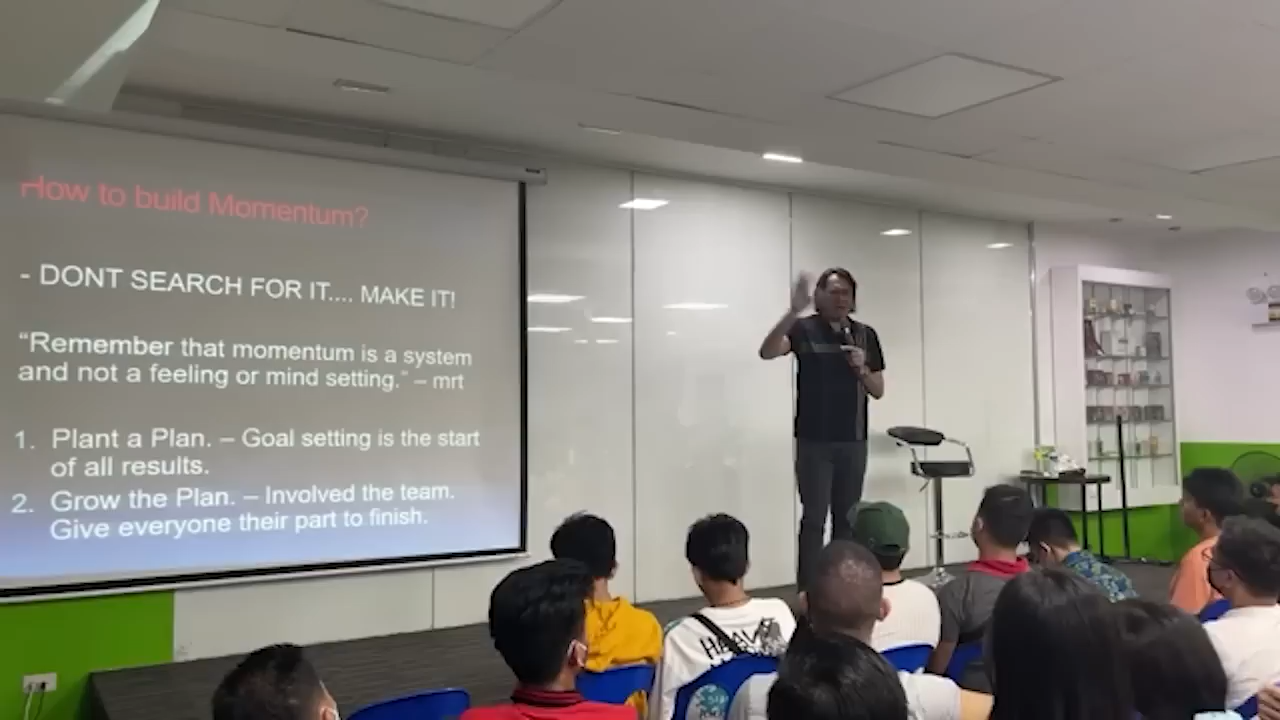 How to build Momentum?
- DONT SEARCH FOR IT.... MAKE IT!
“Remember that momentum is a system
and not a feeling or mind setting.” – mrt
1. Plant a Plan. – Goal setting is the start
of all results.
2. Grow the Plan. – Involved the team.
Give everyone their part to finish.